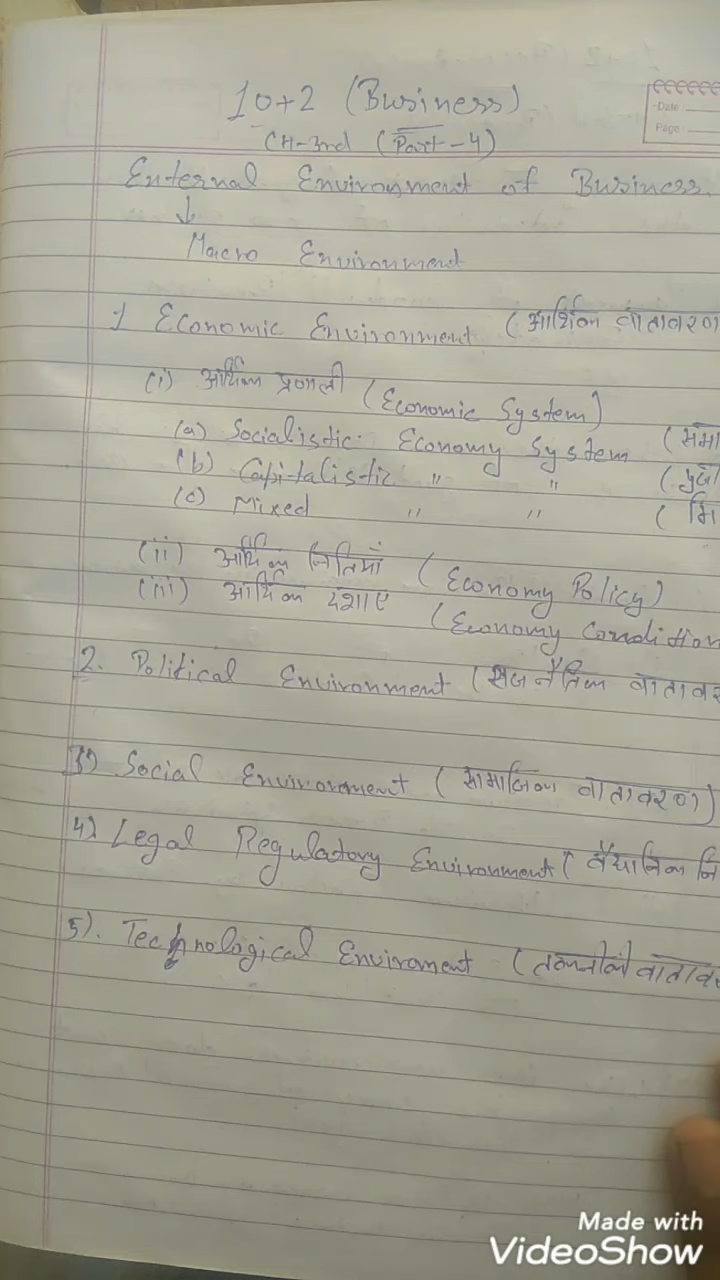 10+2 (Business)
Date
Page
CH-3rd (Part-4)
External Environment of Business.
↓
Macro Environment
1 Economic Environment (आर्थिक वातावरण
(i) आर्थिक प्रणाली (Economic System)
(a) Socialistic Economy System (समा
(b) Capitalistic " " (पुंजी
(c) Mixed " " ( मि
(ii) आर्थिक नितियाँ (Economy Policy)
(iii) आर्थिक दशाए (Economy Condition
2. Political Environment (राजनैतिक वातावर
3) Social Environment (सामाजिक वातावरण)
4). Legal Regulatory Environment (वैधानिक नि
5). Technological Enviroment (तकनीकी वातावर
Made with
VideoShow